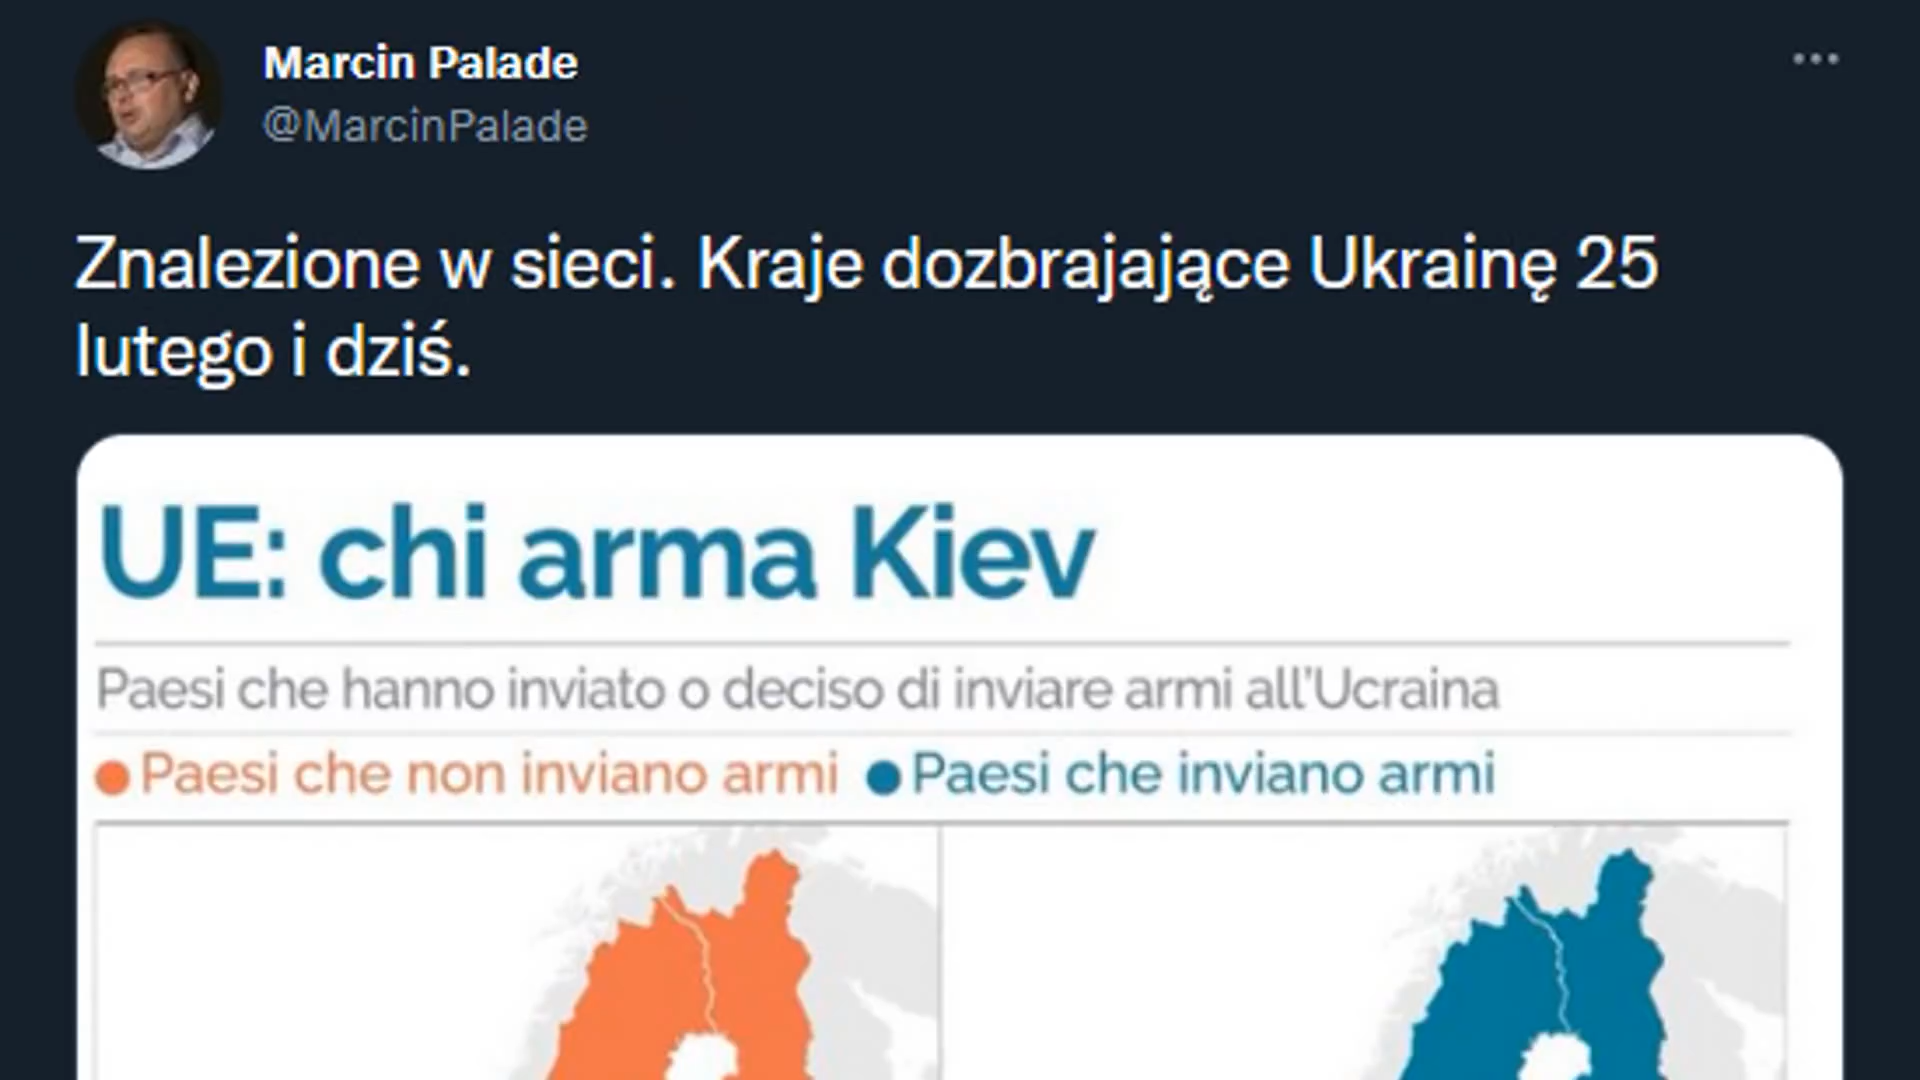 Marcin Palade
@MarcinPalade
Znalezione w sieci. Kraje dozbrajające Ukrainę 25
lutego i dziś.
UE: chi arma Kiev
Paesi che hanno inviato o deciso di inviare armi all'Ucraina
Paesi che non inviano armi Paesi che inviano armi